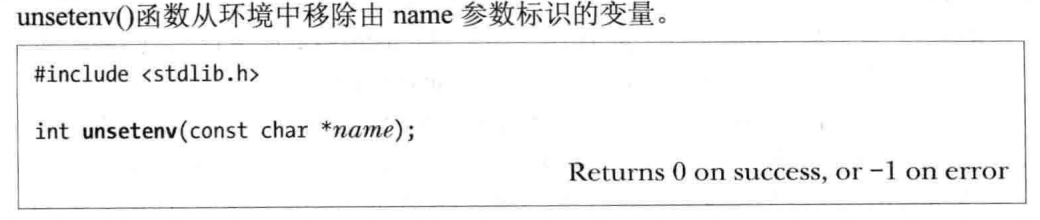 unsetenv()函数从环境中移除由 name 参数标识的变量。
#include <stdlib.h>
int unsetenv(const char *name);
Returns 0 on success, or −1 on error